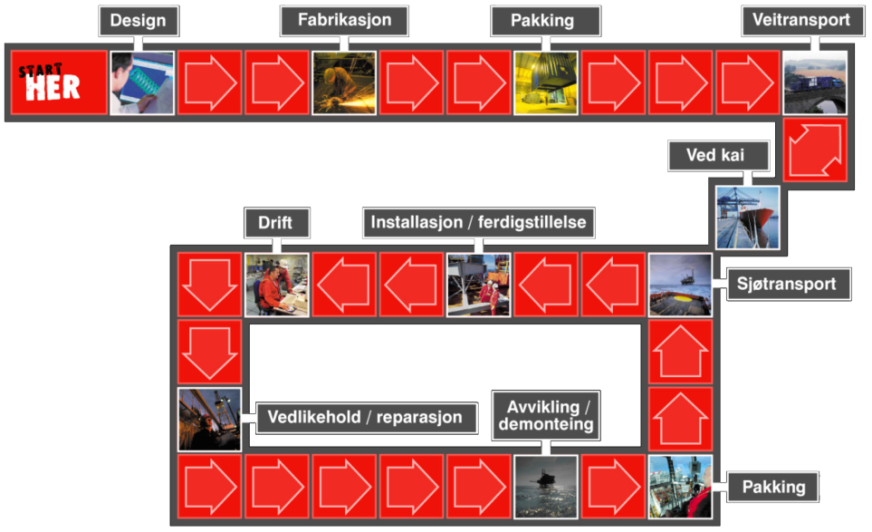 Design
Fabrikasjon
Pakking
Veitransport
START
HER
Ved kai
Drift
Installasjon / ferdigstillelse
Sjøtransport
Vedlikehold / reparasjon
Avvikling /
demonteing
Pakking